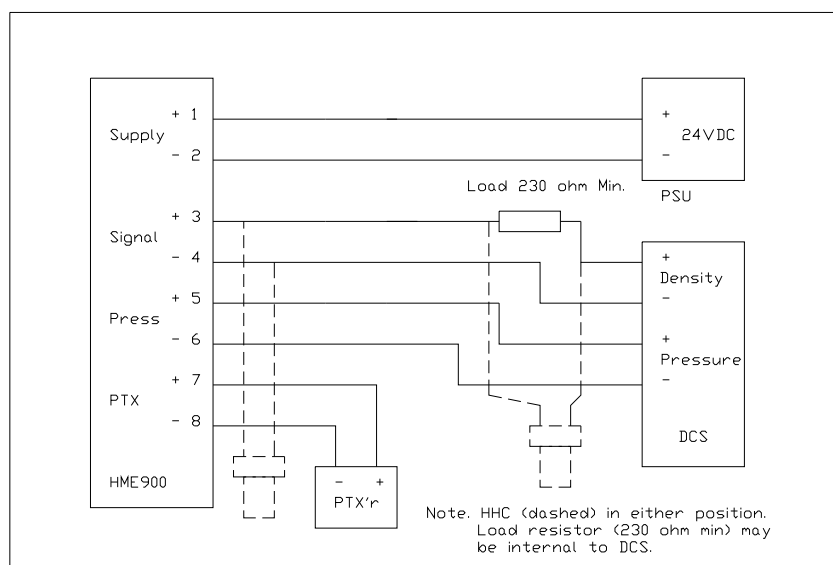 + 1
Supply
- 2
+ 3
Signal
- 4
+ 5
Press
- 6
+ 7
PTX
- 8
HME900
+
24VDC
-
PSU
Load 230 ohm Min.
+
Density
-
+
Pressure
-
DCS
- +
PTX'r
Note. HHC (dashed) in either position.
Load resistor (230 ohm min) may
be internal to DCS.